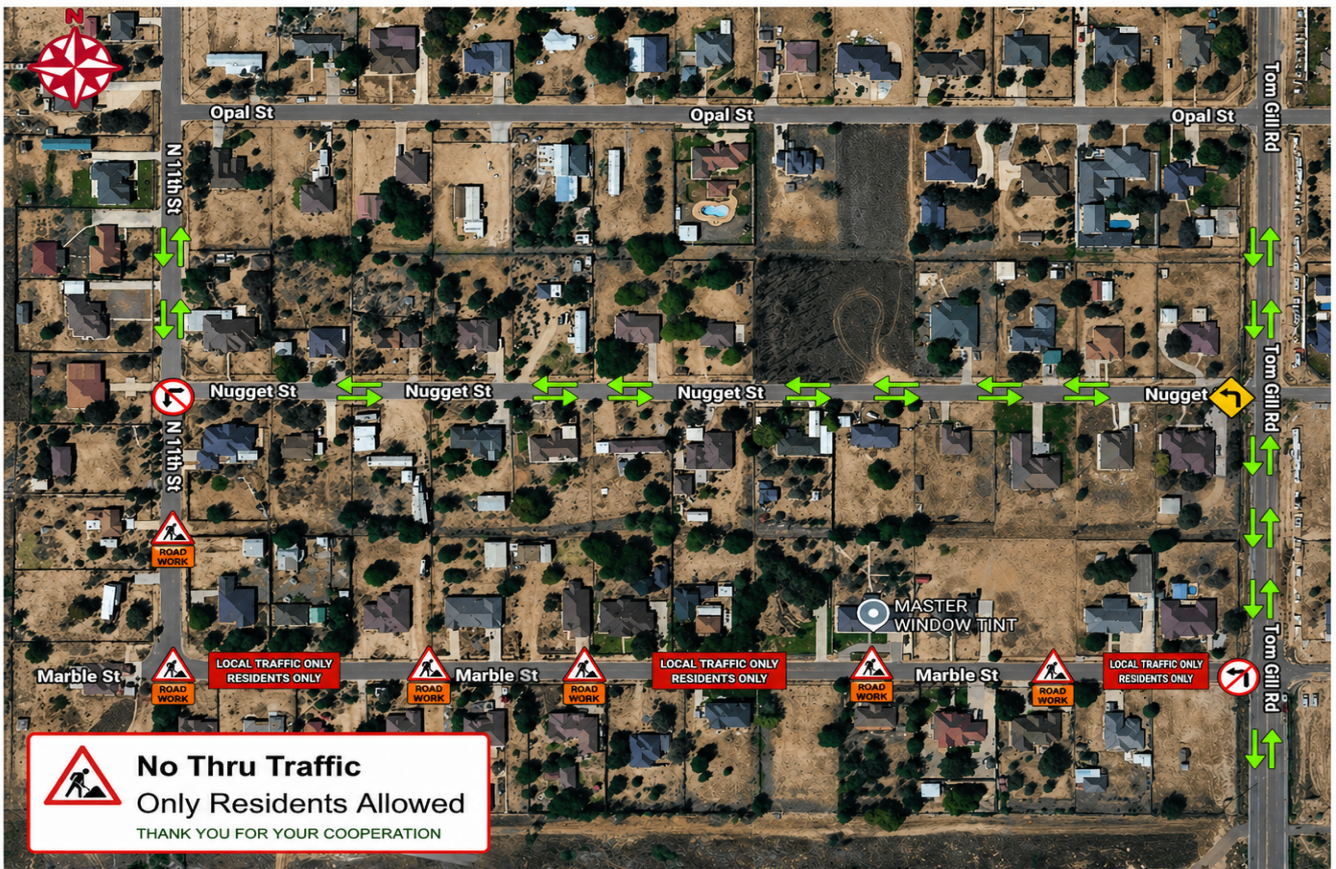 N
Opal St
Opal St
Opal St
Tom Gill Rd
N 11th St
Nugget St
Nugget St
Nugget St
Nugget
Tom Gill Rd
N 11th St
ROAD
WORK
MASTER
WINDOW TINT
Marble St
ROAD
WORK
LOCAL TRAFFIC ONLY
RESIDENTS ONLY
ROAD
WORK
Marble St
ROAD
WORK
LOCAL TRAFFIC ONLY
RESIDENTS ONLY
ROAD
WORK
Marble St
ROAD
WORK
LOCAL TRAFFIC ONLY
RESIDENTS ONLY
Tom Gill Rd
No Thru Traffic
Only Residents Allowed
THANK YOU FOR YOUR COOPERATION